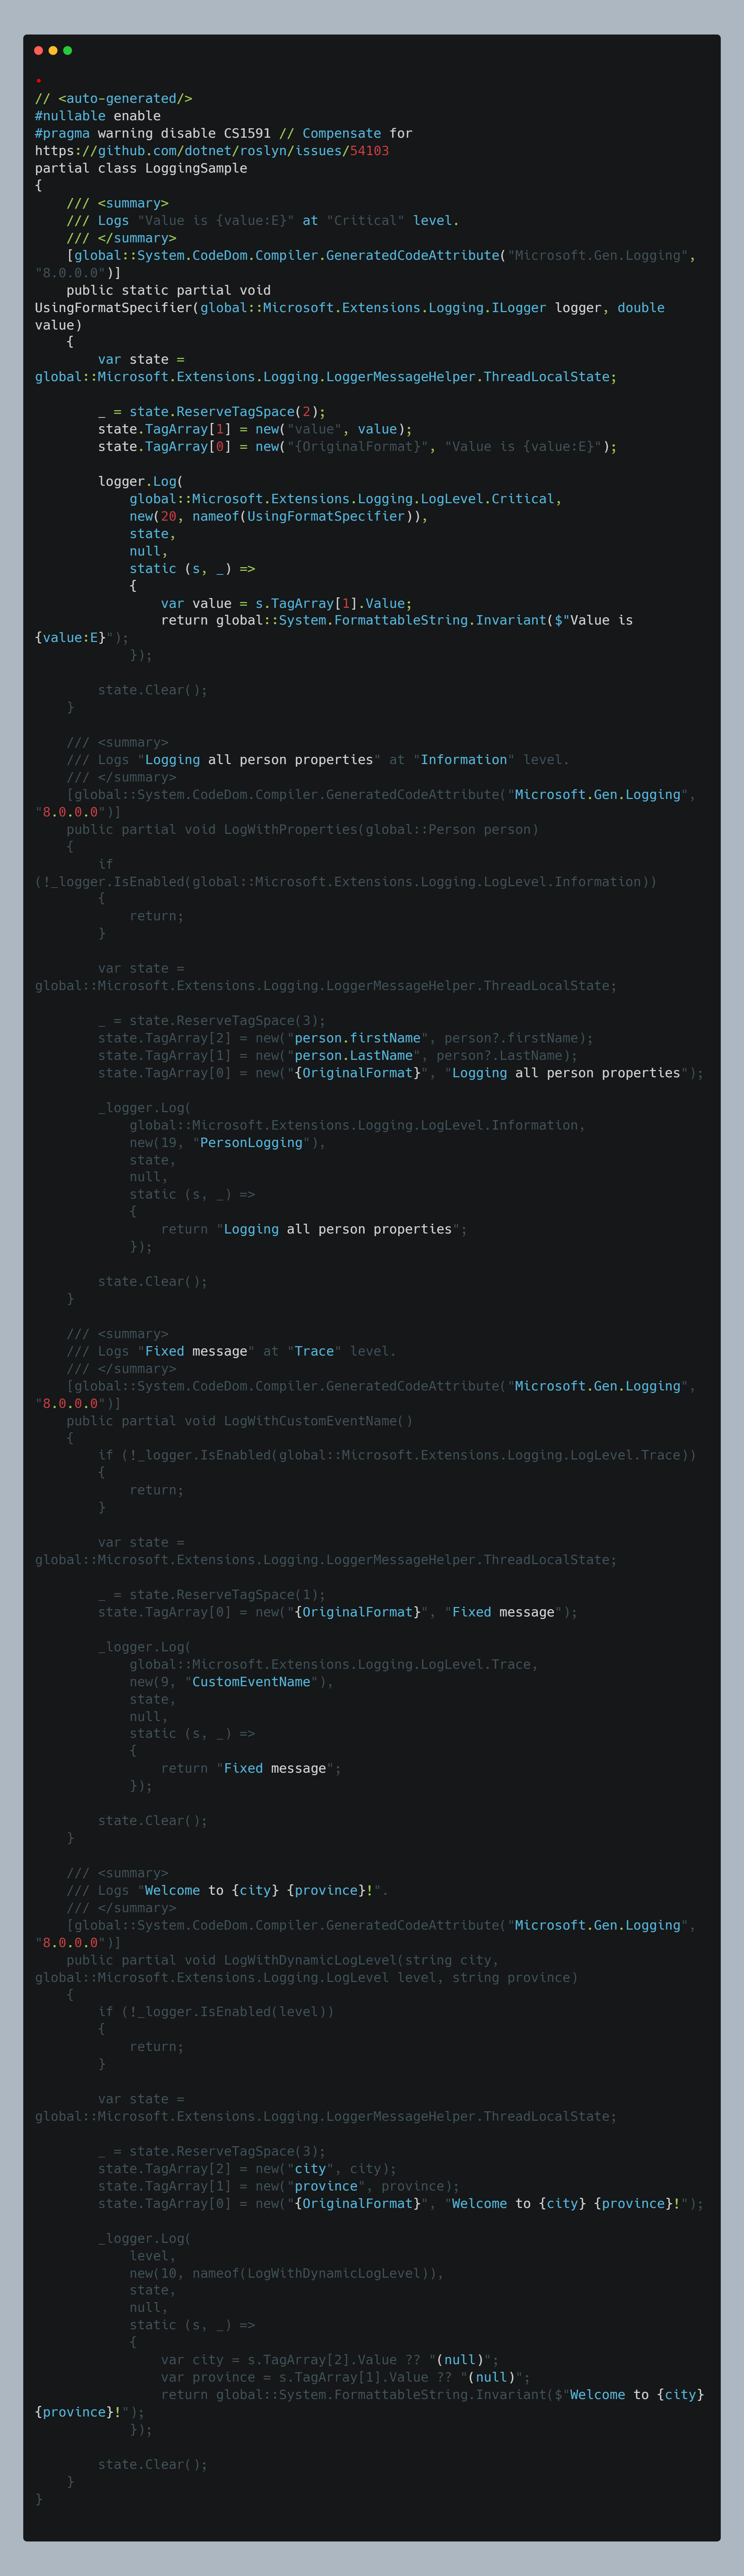 // <auto-generated/>
#nullable enable
#pragma warning disable CS1591 // Compensate for
https://github.com/dotnet/roslyn/issues/54103
partial class LoggingSample
{
    /// <summary>
    /// Logs "Value is {value:E}" at "Critical" level.
    /// </summary>
    [global::System.CodeDom.Compiler.GeneratedCodeAttribute("Microsoft.Gen.Logging",
"8.0.0.0")]
    public static partial void
UsingFormatSpecifier(global::Microsoft.Extensions.Logging.ILogger logger, double
value)
    {
        var state =
global::Microsoft.Extensions.Logging.LoggerMessageHelper.ThreadLocalState;

        _ = state.ReserveTagSpace(2);
        state.TagArray[1] = new("value", value);
        state.TagArray[0] = new("{OriginalFormat}", "Value is {value:E}");

        logger.Log(
            global::Microsoft.Extensions.Logging.LogLevel.Critical,
            new(20, nameof(UsingFormatSpecifier)),
            state,
            null,
            static (s, _) =>
            {
                var value = s.TagArray[1].Value;
                return global::System.FormattableString.Invariant($"Value is
{value:E}");
            });

        state.Clear();
    }

    /// <summary>
    /// Logs "Logging all person properties" at "Information" level.
    /// </summary>
    [global::System.CodeDom.Compiler.GeneratedCodeAttribute("Microsoft.Gen.Logging",
"8.0.0.0")]
    public partial void LogWithProperties(global::Person person)
    {
        if
(!_logger.IsEnabled(global::Microsoft.Extensions.Logging.LogLevel.Information))
        {
            return;
        }

        var state =
global::Microsoft.Extensions.Logging.LoggerMessageHelper.ThreadLocalState;

        _ = state.ReserveTagSpace(3);
        state.TagArray[2] = new("person.firstName", person?.firstName);
        state.TagArray[1] = new("person.LastName", person?.LastName);
        state.TagArray[0] = new("{OriginalFormat}", "Logging all person properties");

        _logger.Log(
            global::Microsoft.Extensions.Logging.LogLevel.Information,
            new(19, "PersonLogging"),
            state,
            null,
            static (s, _) =>
            {
                return "Logging all person properties";
            });

        state.Clear();
    }

    /// <summary>
    /// Logs "Fixed message" at "Trace" level.
    /// </summary>
    [global::System.CodeDom.Compiler.GeneratedCodeAttribute("Microsoft.Gen.Logging",
"8.0.0.0")]
    public partial void LogWithCustomEventName()
    {
        if (!_logger.IsEnabled(global::Microsoft.Extensions.Logging.LogLevel.Trace))
        {
            return;
        }

        var state =
global::Microsoft.Extensions.Logging.LoggerMessageHelper.ThreadLocalState;

        _ = state.ReserveTagSpace(1);
        state.TagArray[0] = new("{OriginalFormat}", "Fixed message");

        _logger.Log(
            global::Microsoft.Extensions.Logging.LogLevel.Trace,
            new(9, "CustomEventName"),
            state,
            null,
            static (s, _) =>
            {
                return "Fixed message";
            });

        state.Clear();
    }

    /// <summary>
    /// Logs "Welcome to {city} {province}!".
    /// </summary>
    [global::System.CodeDom.Compiler.GeneratedCodeAttribute("Microsoft.Gen.Logging",
"8.0.0.0")]
    public partial void LogWithDynamicLogLevel(string city,
global::Microsoft.Extensions.Logging.LogLevel level, string province)
    {
        if (!_logger.IsEnabled(level))
        {
            return;
        }

        var state =
global::Microsoft.Extensions.Logging.LoggerMessageHelper.ThreadLocalState;

        _ = state.ReserveTagSpace(3);
        state.TagArray[2] = new("city", city);
        state.TagArray[1] = new("province", province);
        state.TagArray[0] = new("{OriginalFormat}", "Welcome to {city} {province}!");

        _logger.Log(
            level,
            new(10, nameof(LogWithDynamicLogLevel)),
            state,
            null,
            static (s, _) =>
            {
                var city = s.TagArray[2].Value ?? "(null)";
                var province = s.TagArray[1].Value ?? "(null)";
                return global::System.FormattableString.Invariant($"Welcome to {city}
{province}!");
            });

        state.Clear();
    }
}